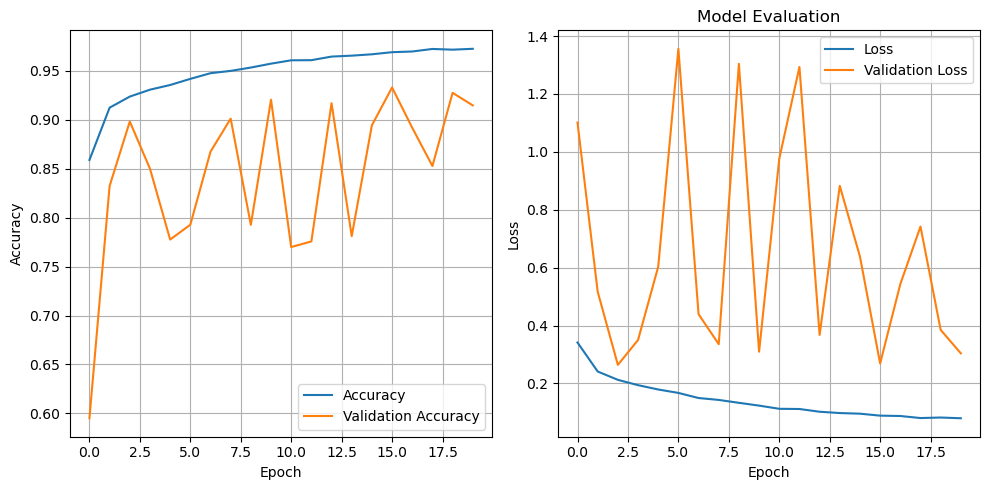 0.95
0.90
0.85
0.80
0.75
0.70
0.65
0.60
Accuracy
0.0 2.5 5.0 7.5 10.0 12.5 15.0 17.5
Epoch
Accuracy
Validation Accuracy
Model Evaluation
1.4
1.2
1.0
0.8
0.6
0.4
0.2
Loss
0.0 2.5 5.0 7.5 10.0 12.5 15.0 17.5
Epoch
Loss
Validation Loss